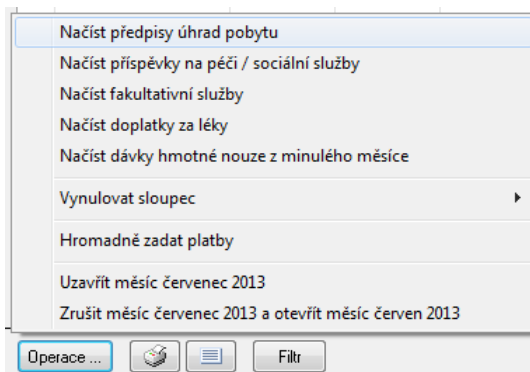 Načíst předpisy úhrad pobytu
Načíst příspěvky na péči / sociální služby
Načíst fakultativní služby
Načíst doplatky za léky
Načíst dávky hmotné nouze z minulého měsíce
Vynulovat sloupec
Hromadně zadat platby
Uzavřít měsíc červenec 2013
Zrušit měsíc červenec 2013 a otevřít měsíc červen 2013
Operace ... Filtr